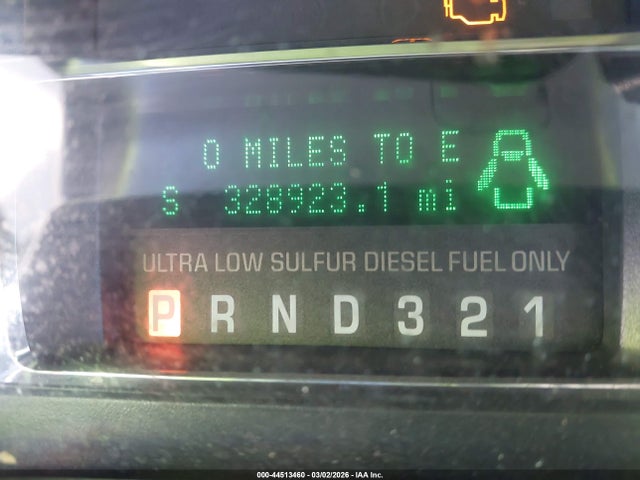 0 MILES TO E
S 328923.1 mi
ULTRA LOW SULFUR DIESEL FUEL ONLY
P R N D 3 2 1
000-44513460 - 03/02/2026 - IAA Inc.